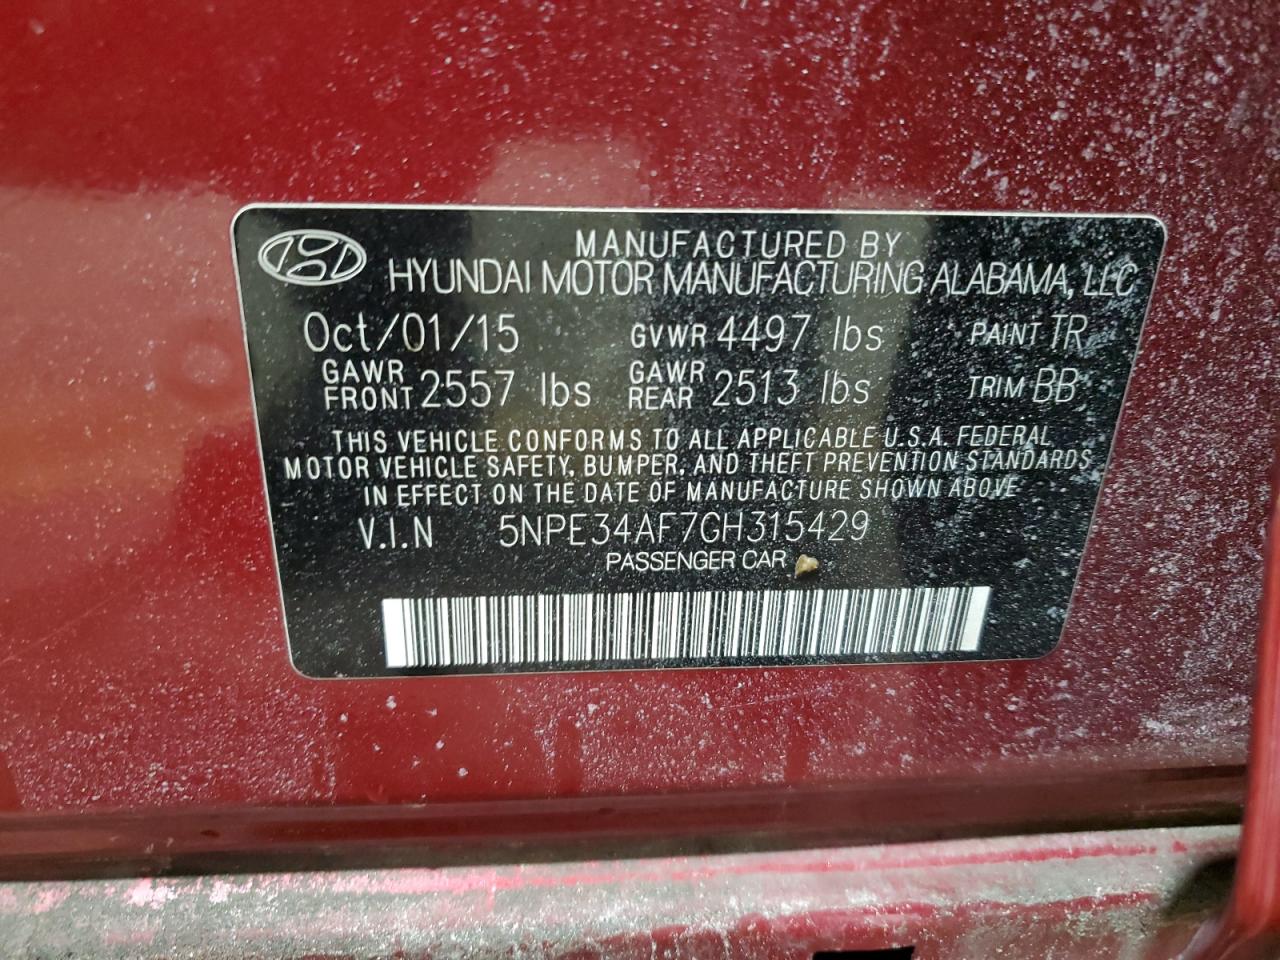 MANUFACTURED BY
HYUNDAI MOTOR MANUFACTURING ALABAMA, LLC
Oct/01/15 GVWR 4497 lbs PAINT TR
GAWR FRONT 2557 lbs GAWR REAR 2513 lbs TRIM BB
THIS VEHICLE CONFORMS TO ALL APPLICABLE U.S.A. FEDERAL
MOTOR VEHICLE SAFETY, BUMPER, AND THEFT PREVENTION STANDARDS
IN EFFECT ON THE DATE OF MANUFACTURE SHOWN ABOVE
V.I.N 5NPE34AF7GH315429
PASSENGER CAR